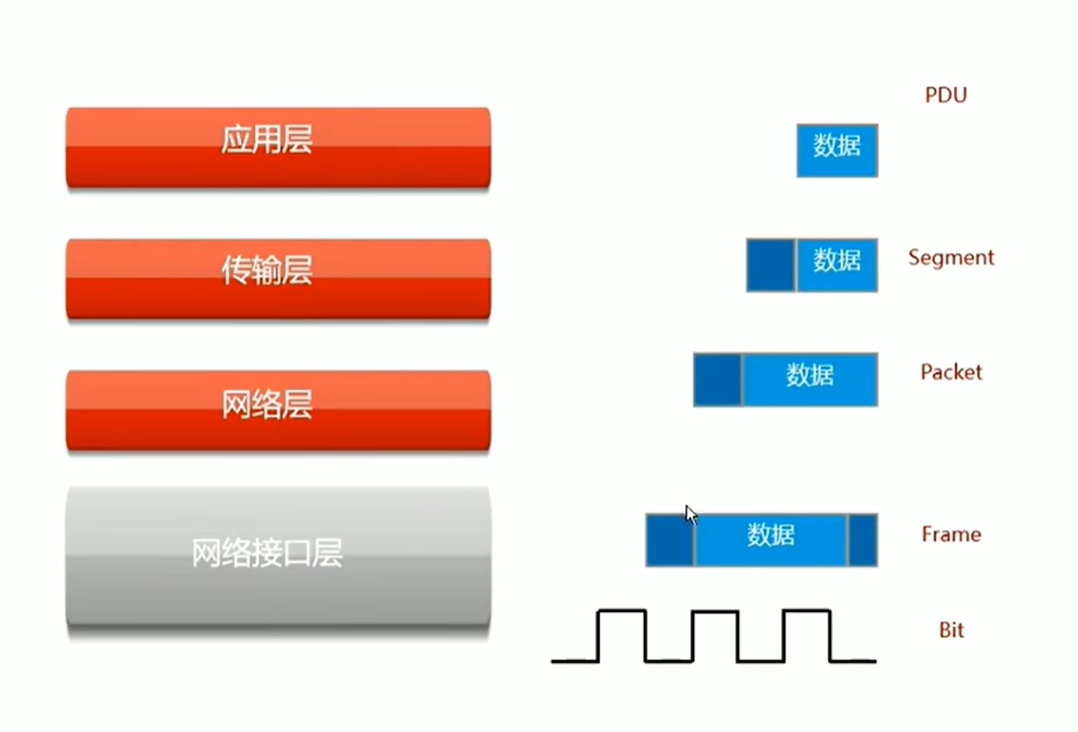 PDU
应用层
数据
传输层
数据
Segment
网络层
数据
Packet
网络接口层
数据
Frame
Bit